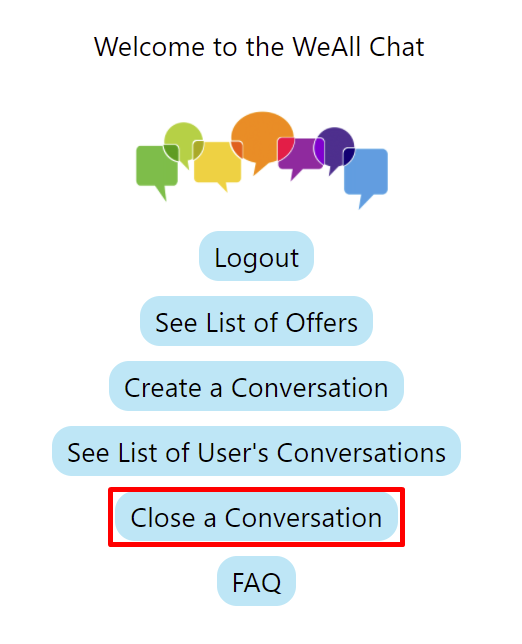 Welcome to the WeAll Chat
Logout
See List of Offers
Create a Conversation
See List of User's Conversations
Close a Conversation
FAQ